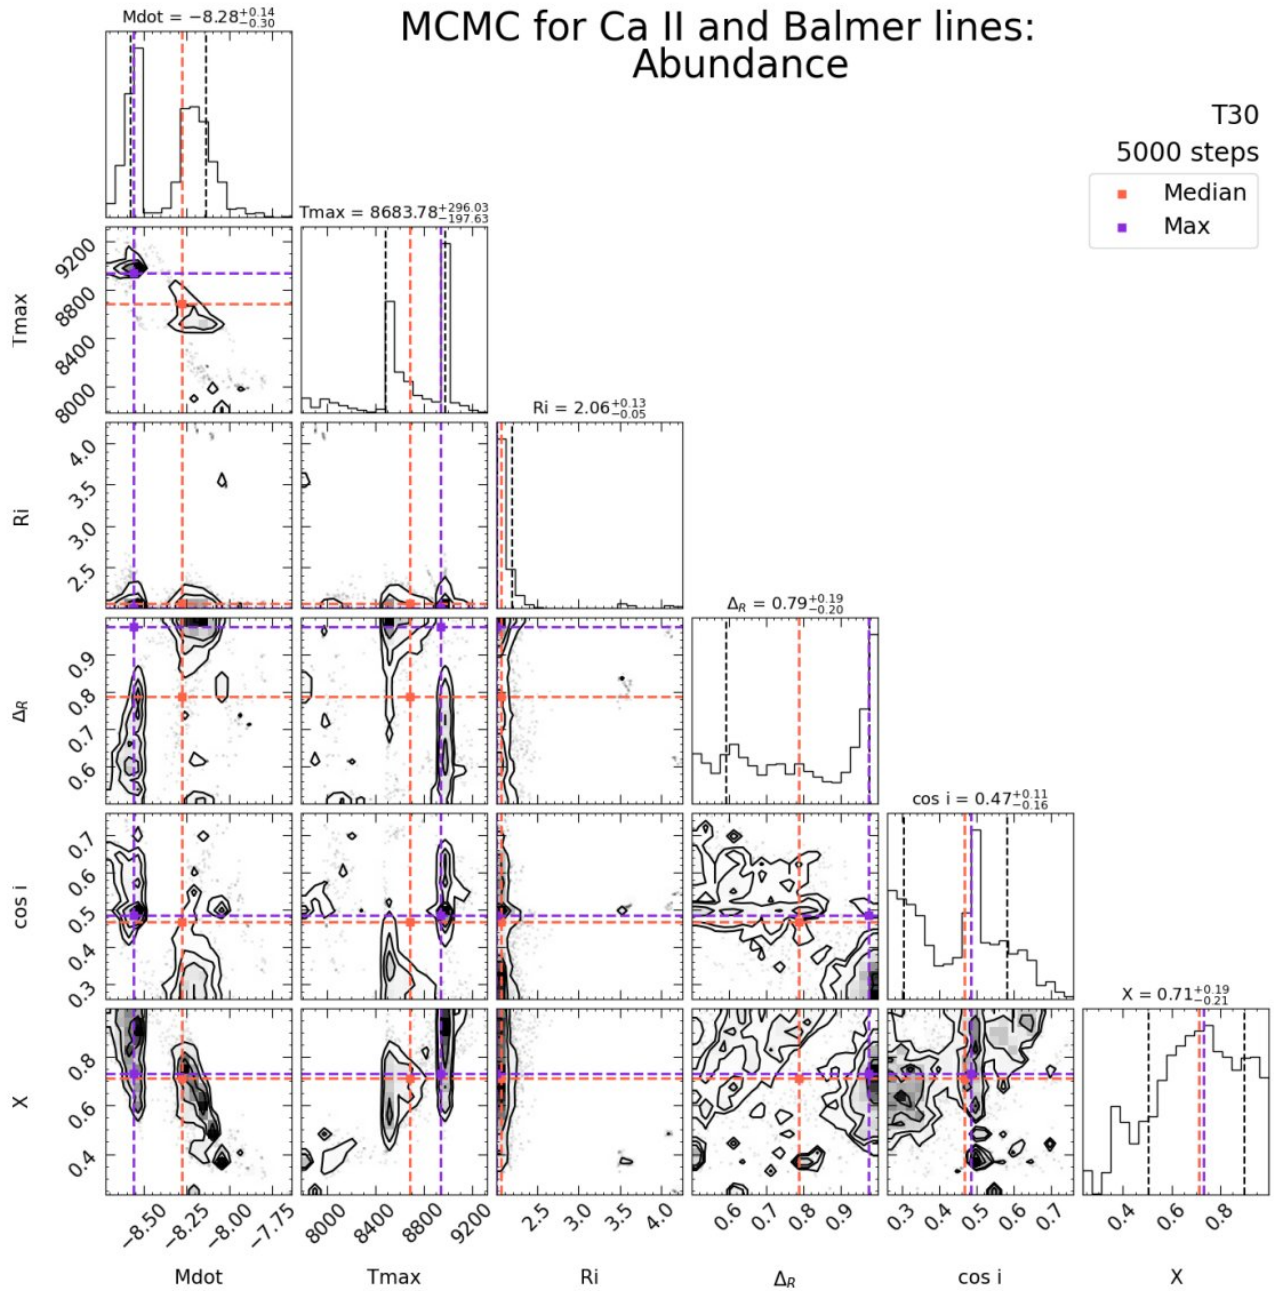 MCMC for Ca II and Balmer lines:
Abundance
T30
5000 steps
Median
Max
Mdot = −8.28 +0.14 −0.30
Tmax = 8683.78 +296.03 −197.63
Ri = 2.06 +0.13 −0.05
Δ_R = 0.79 +0.19 −0.20
cos i = 0.47 +0.11 −0.16
X = 0.71 +0.19 −0.21
Tmax
9200
8800
8400
8000
Ri
4.0
3.5
3.0
2.5
Δ_R
0.9
0.8
0.7
0.6
cos i
0.7
0.6
0.5
0.4
0.3
X
0.8
0.6
0.4
−8.50 −8.25 −8.00 −7.75
8000 8400 8800 9200
2.5 3.0 3.5 4.0
0.6 0.7 0.8 0.9
0.3 0.4 0.5 0.6 0.7
0.4 0.6 0.8
Mdot Tmax Ri Δ_R cos i X